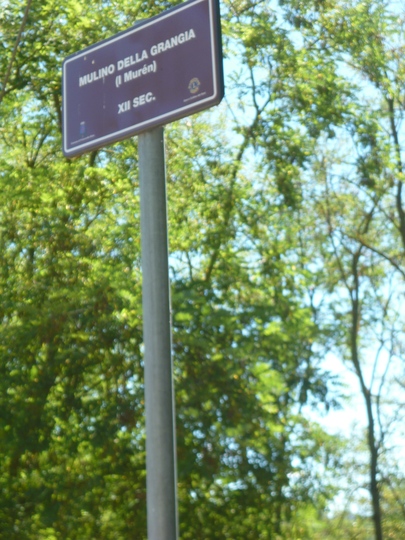 MULINO DELLA GRANGIA
(I Murén)
XII SEC.